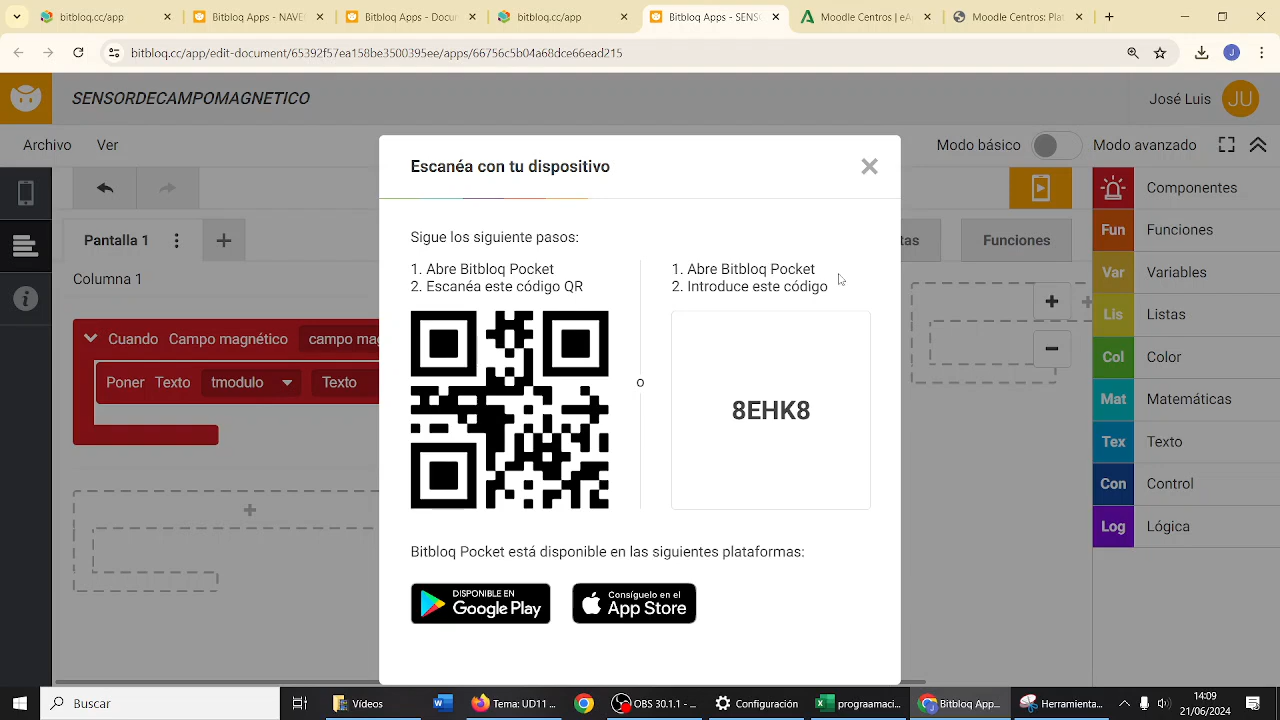 bitbloq.cc/app
Bitbloq Apps - NAVE
Bitbloq Apps - Docum
bitbloq.cc/app
Bitbloq Apps - SENS
Moodle Centros: | eA
Moodle Centros: Pla
bitbloq.cc/app/edit-document/65392f57ea158be3500395ee/apps/66756c5b04a68dce66ead215
J
SENSORDECAMPOMAGNETICO
José Luis
JU
Archivo
Ver
Modo básico
Modo avanzado
Escanéa con tu dispositivo
Componentes
Pantalla 1
Funciones
Fun
Funciones
Columna 1
Sigue los siguiente pasos:
1. Abre Bitbloq Pocket
2. Escanéa este código QR
1. Abre Bitbloq Pocket
2. Introduce este código
Var
Variables
Lis
Listas
Cuando Campo magnético
Poner Texto tmodulo Texto
o
8EHK8
Col
Color
Mat
Matemáticas
Tex
Texto
Con
Control
Log
Lógica
Bitbloq Pocket está disponible en las siguientes plataformas:
DISPONIBLE EN
Google Play
Consíguelo en el
App Store
Buscar
Vídeos
Tema: UD11 ...
OBS 30.1.1 - ...
Configuración
prograamaci...
Bitbloq App...
Herramienta...
14:09
21/06/2024